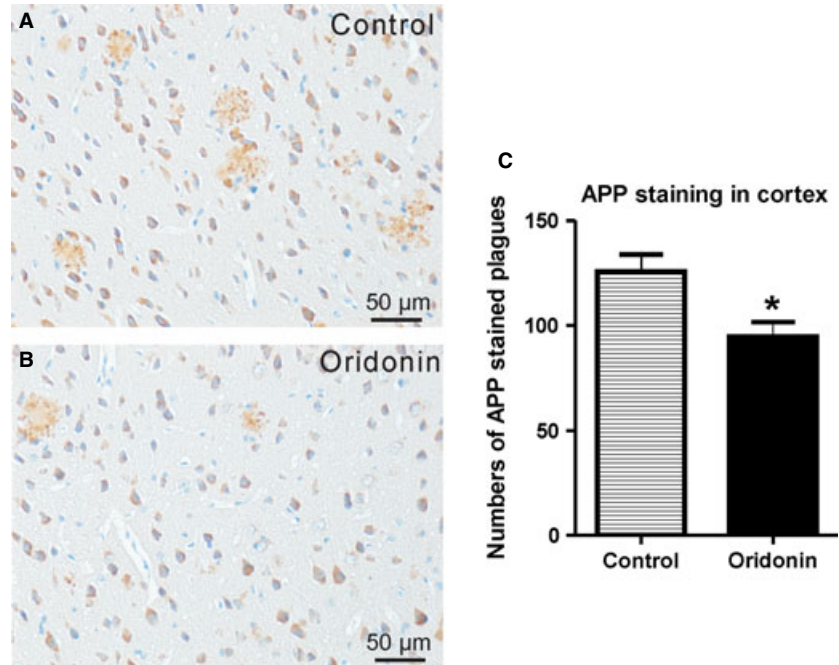 A
Control
50 µm
B
Oridonin
50 µm
C
APP staining in cortex
Numbers of APP stained plagues
150
100
50
0
*
Control
Oridonin